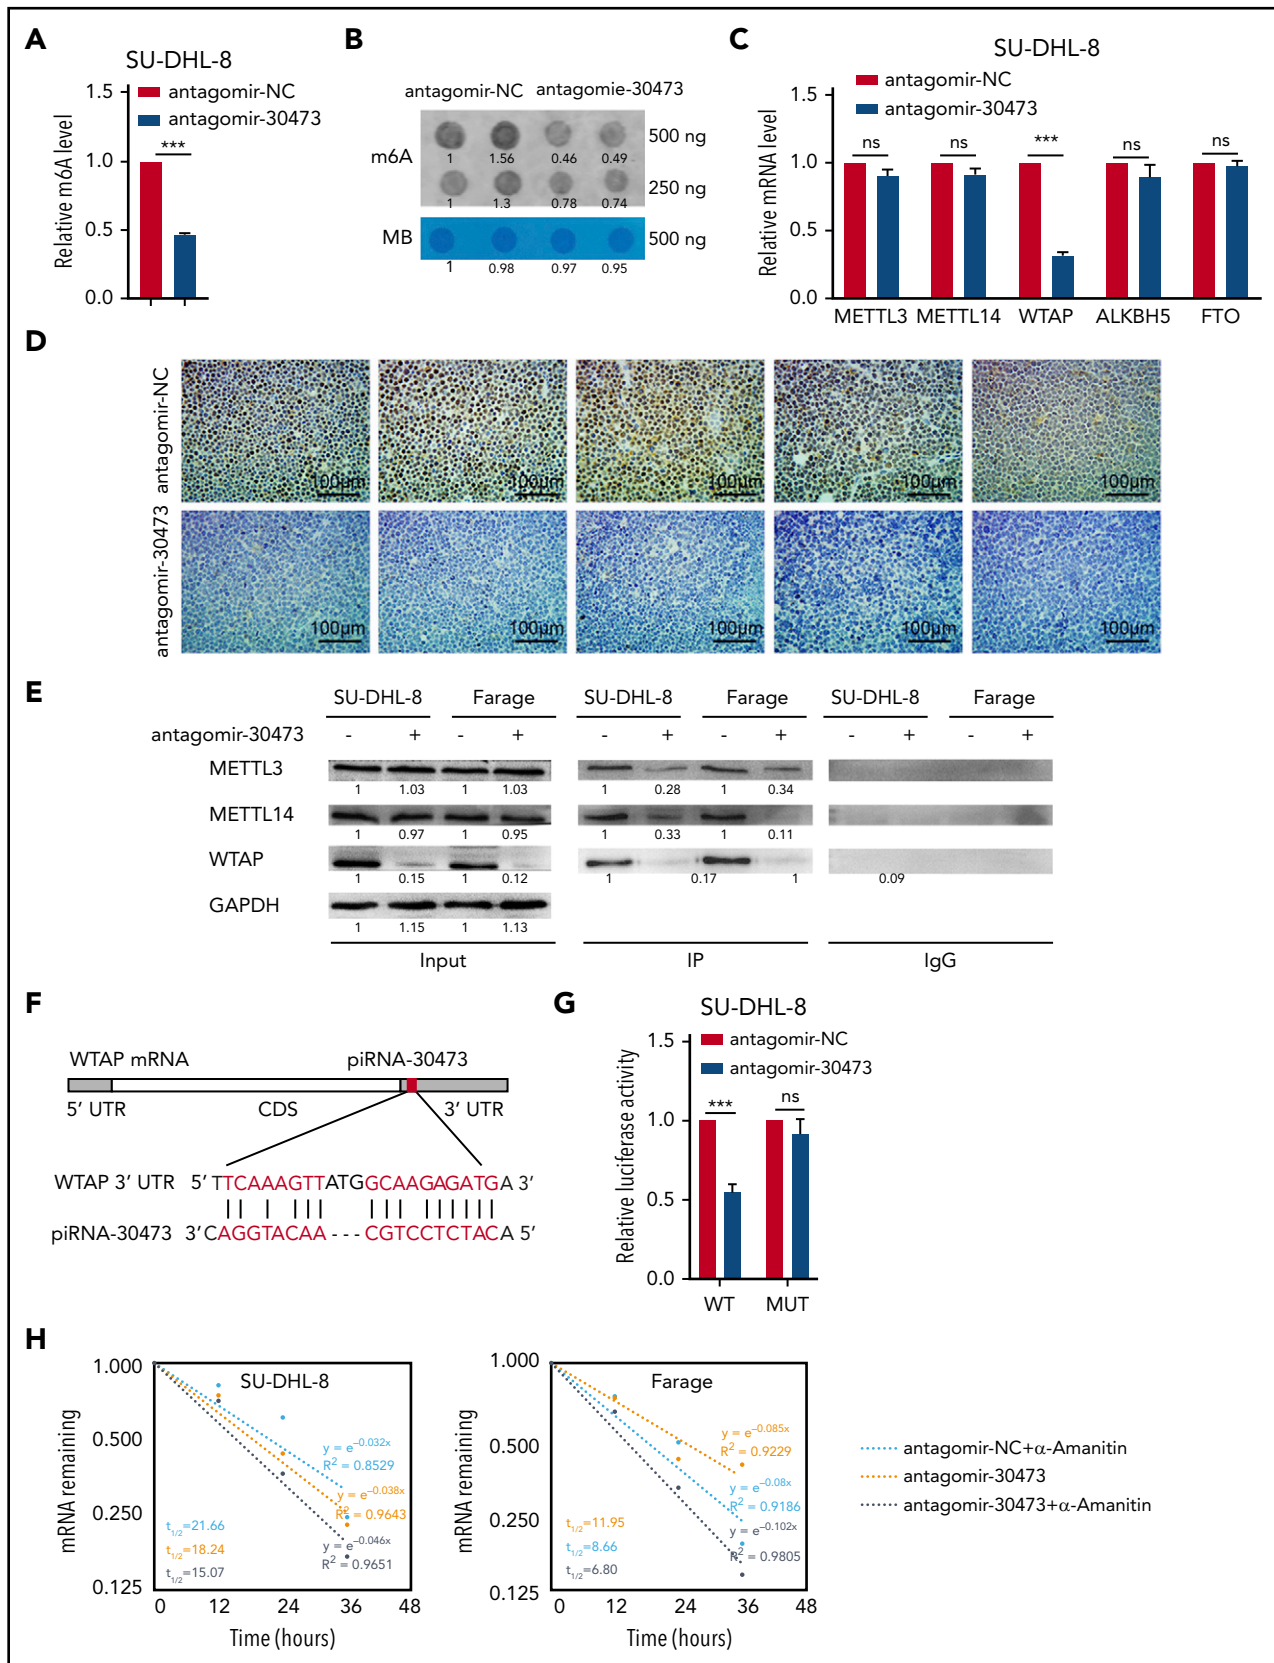 A
SU-DHL-8
antagomir-NC
antagomir-30473
***
Relative m6A level
1.5
1.0
0.5
0.0
B
antagomir-NC antagomie-30473
m6A
500 ng
1 1.56 0.46 0.49
250 ng
1 1.3 0.78 0.74
MB
500 ng
1 0.98 0.97 0.95
C
SU-DHL-8
antagomir-NC
antagomir-30473
Relative mRNA level
1.5
1.0
0.5
0.0
ns ns *** ns ns
METTL3 METTL14 WTAP ALKBH5 FTO
D
antagomir-NC
100μm 100μm 100μm 100μm 100μm
antagomir-30473
100μm 100μm 100μm 100μm 100μm
E
SU-DHL-8 Farage SU-DHL-8 Farage SU-DHL-8 Farage
antagomir-30473 - + - + - + - + - + - +
METTL3
1 1.03 1 1.03 1 0.28 1 0.34
METTL14
1 0.97 1 0.95 1 0.33 1 0.11
WTAP
1 0.15 1 0.12 1 0.17 1 0.09
GAPDH
1 1.15 1 1.13
Input IP IgG
F
WTAP mRNA piRNA-30473
5′ UTR CDS 3′ UTR
WTAP 3′ UTR 5′ TTCAAAGTTATGGCAAGAGATGA 3′
piRNA-30473 3′CAGGTACAA - - - CGTCCTCTACA 5′
G
SU-DHL-8
antagomir-NC
antagomir-30473
Relative luciferase activity
1.5
1.0
0.5
0.0
*** ns
WT MUT
H
SU-DHL-8
mRNA remaining
1.000
0.500
0.250
0.125
y = e^–0.032x
R² = 0.8529
y = e^–0.038x
R² = 0.9643
y = e^–0.046x
R² = 0.9651
t1/2=21.66
t1/2=18.24
t1/2=15.07
0 12 24 36 48
Time (hours)
Farage
mRNA remaining
1.000
0.500
0.250
0.125
y = e^–0.085x
R² = 0.9229
y = e^–0.08x
R² = 0.9186
y = e^–0.102x
R² = 0.9805
t1/2=11.95
t1/2=8.66
t1/2=6.80
0 12 24 36 48
Time (hours)
antagomir-NC+α-Amanitin
antagomir-30473
antagomir-30473+α-Amanitin